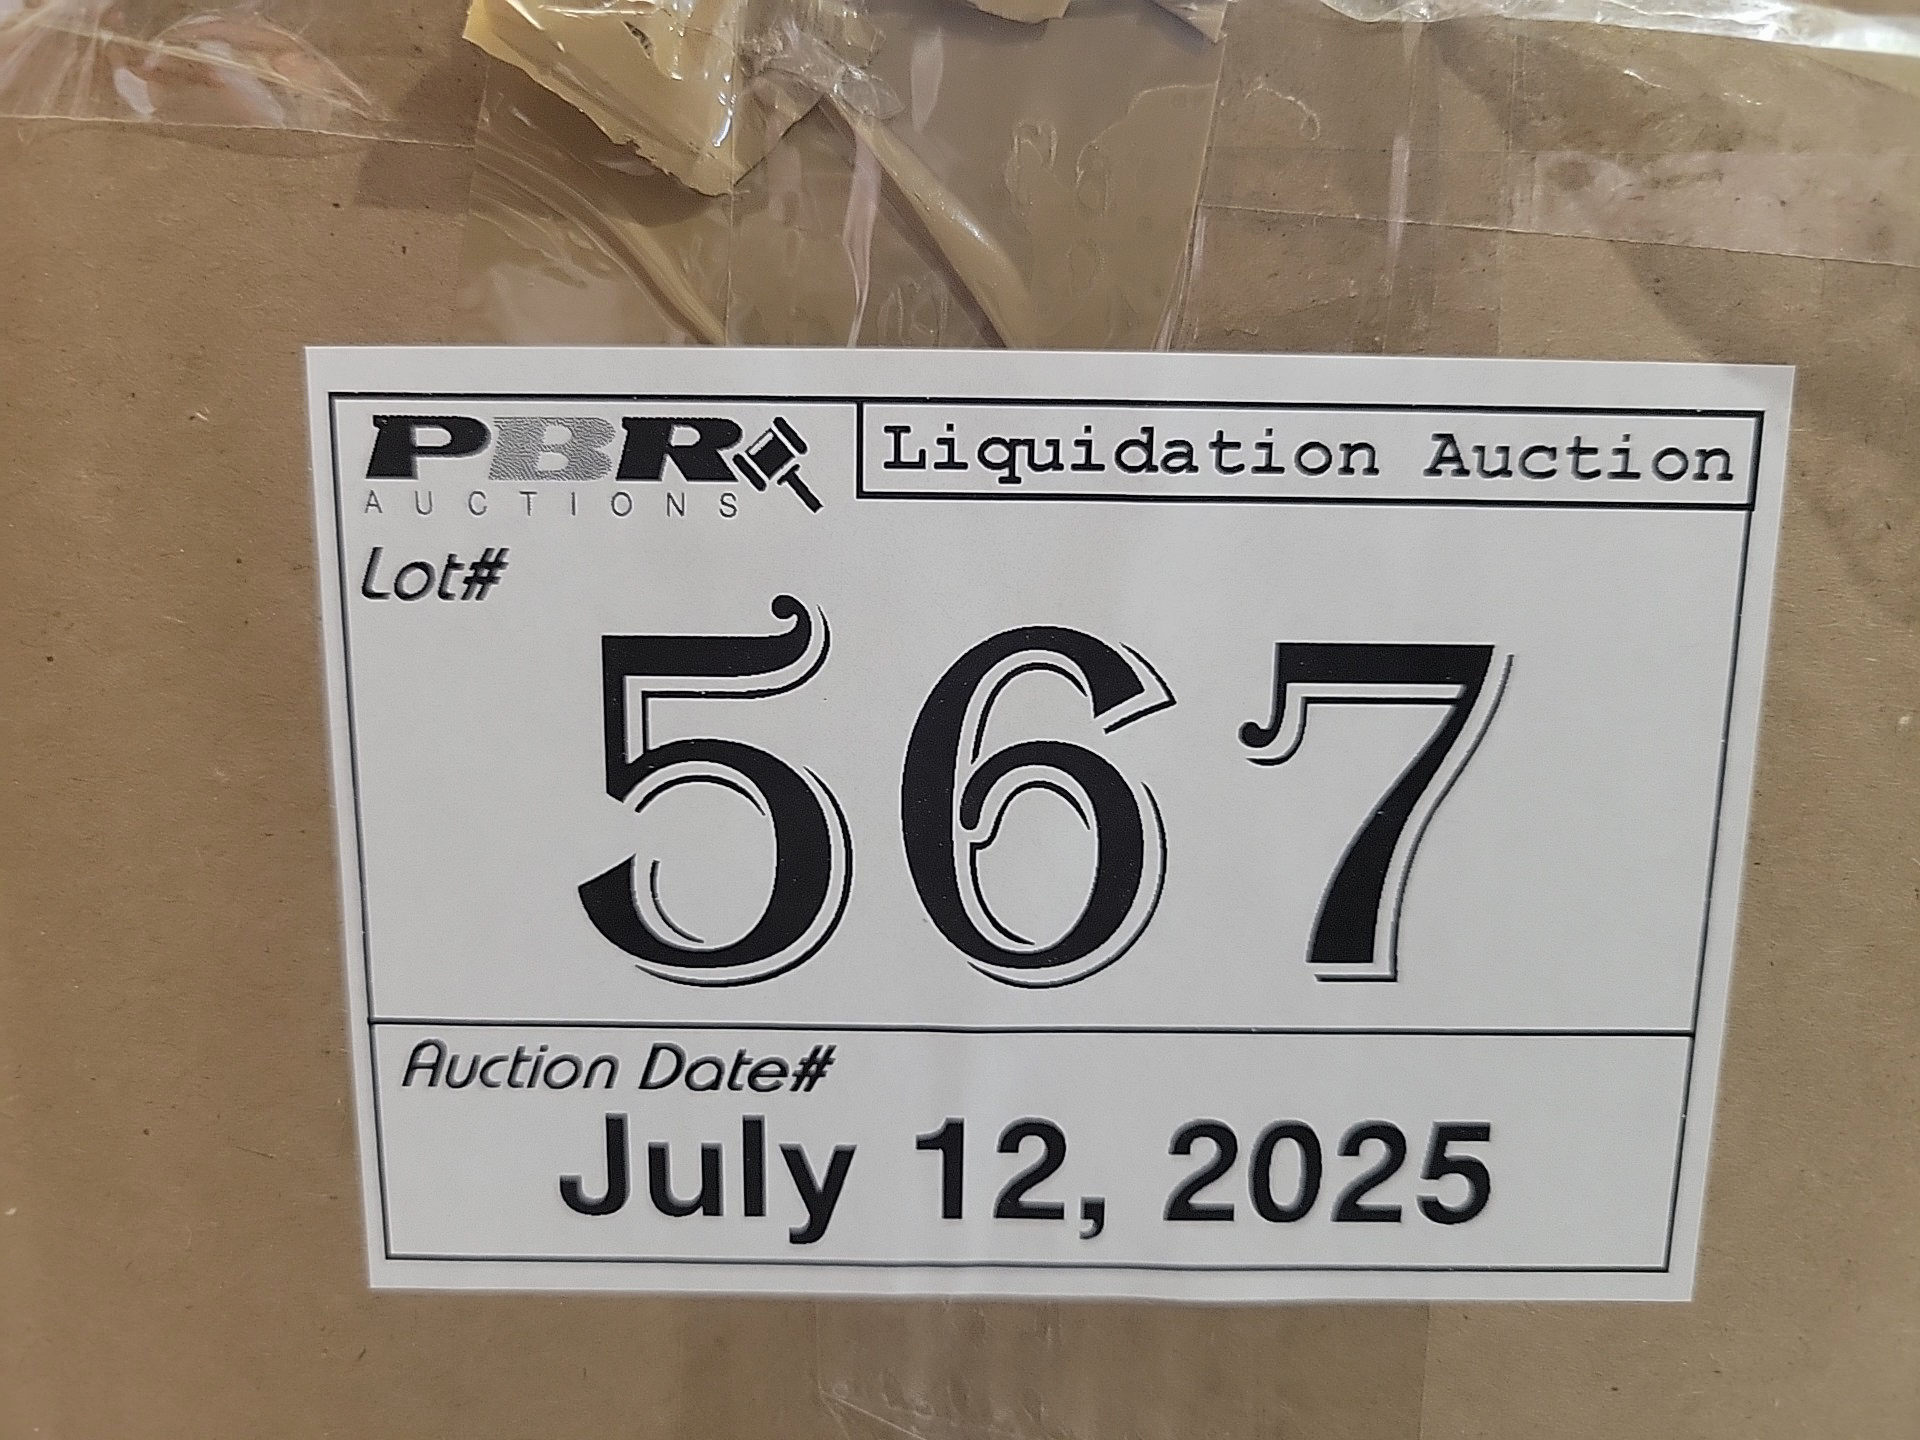 PBR
AUCTIONS
Liquidation Auction
Lot#
567
Auction Date#
July 12, 2025